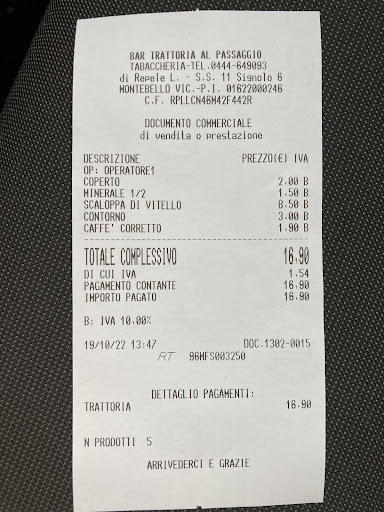 BAR TRATTORIA AL PASSAGGIO
TABACCHERIA-TEL.0444-649093
di Repele L. - S.S. 11 Signolo 6
MONTEBELLO VIC.-P.I. 01622000246
C.F. RPLLCN46M42F442R
DOCUMENTO COMMERCIALE
di vendita o prestazione
DESCRIZIONE PREZZO(€) IVA
OP: OPERATORE1
COPERTO 2.00 B
MINERALE 1/2 1.50 B
SCALOPPA DI VITELLO 8.50 B
CONTORNO 3.00 B
CAFFE' CORRETTO 1.90 B
TOTALE COMPLESSIVO 16,90
DI CUI IVA 1.54
PAGAMENTO CONTANTE 16.90
IMPORTO PAGATO 16.90
B: IVA 10.00%
19/10/22 13:47 DOC.1302-0015
RT 96MFS003250
DETTAGLIO PAGAMENTI:
TRATTORIA 16.90
N PRODOTTI 5
ARRIVEDERCI E GRAZIE